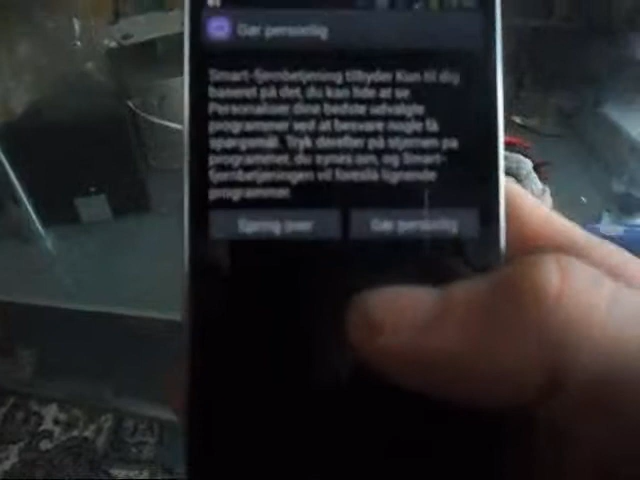 Gør personlig
Smart-fjernbetjening tilbyder Kun til dig
baseret på det, du kan lide at se
Personaliser dine bedste udvalgte
programmer ved at besvare nogle få
spørgsmål. Tryk derefter på stjernen på
programmet, du synes om, og Smart-
fjernbetjeningen vil foreslå lignende
programmer.
Spring over
Gør personlig